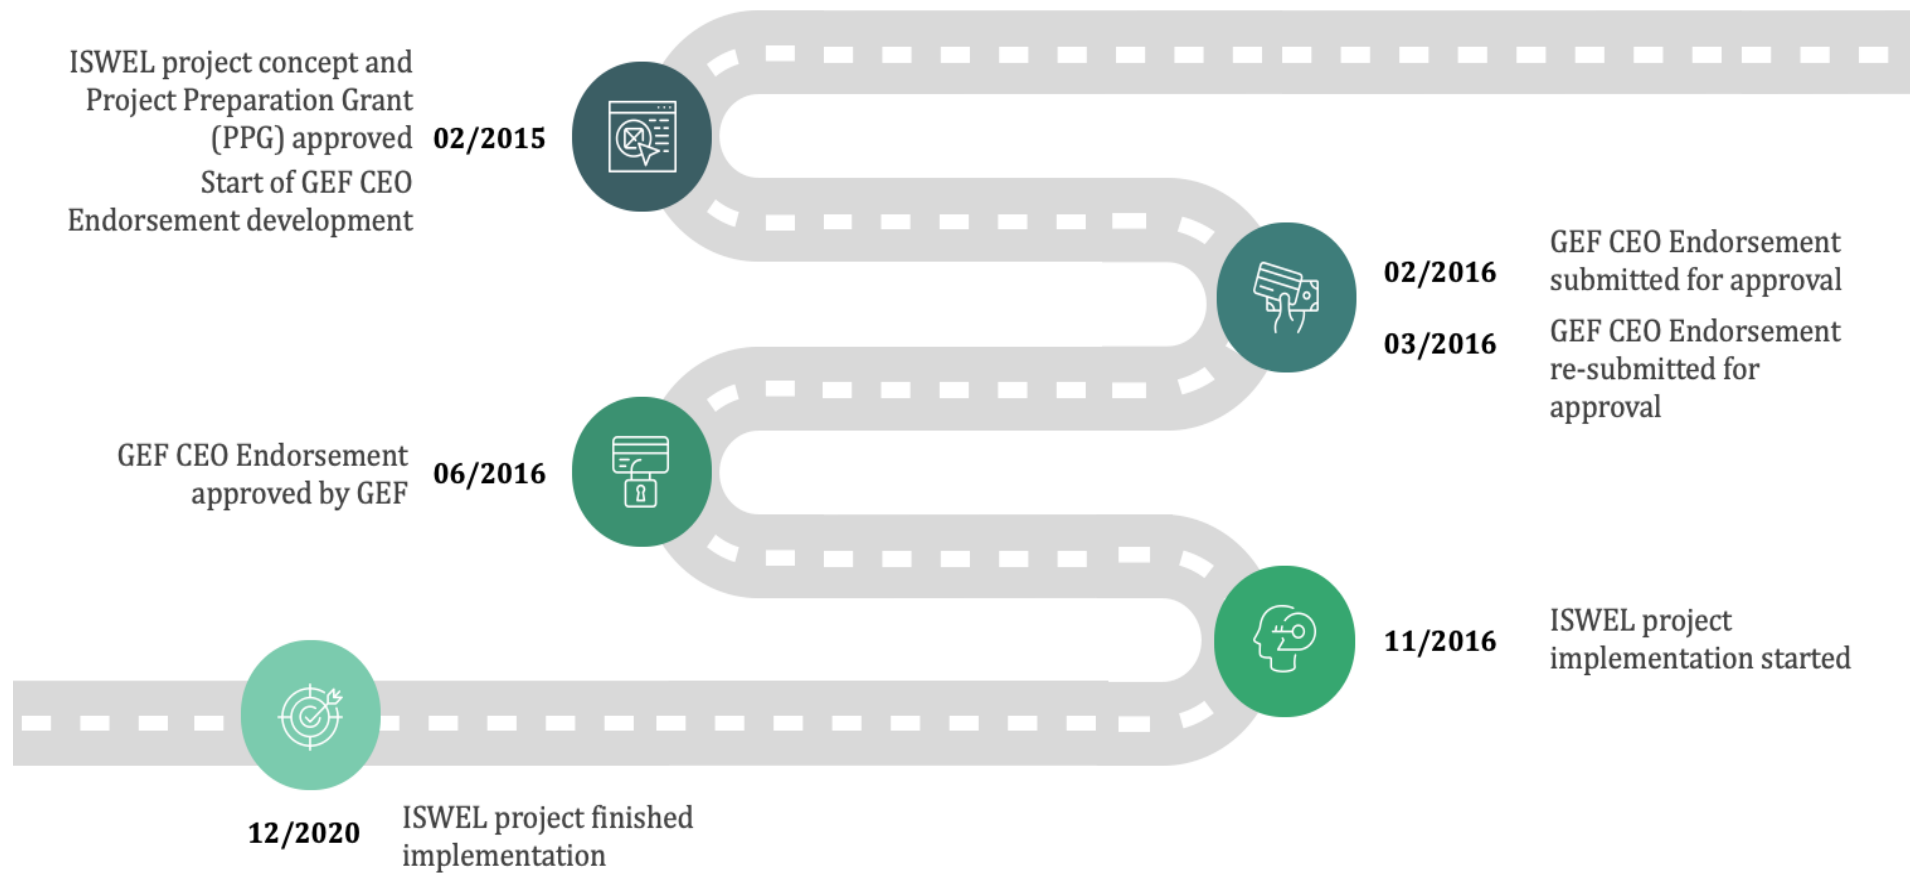 ISWEL project concept and
Project Preparation Grant
(PPG) approved
Start of GEF CEO
Endorsement development
02/2015
02/2016
GEF CEO Endorsement
submitted for approval
03/2016
GEF CEO Endorsement
re-submitted for
approval
GEF CEO Endorsement
approved by GEF
06/2016
11/2016
ISWEL project
implementation started
12/2020
ISWEL project finished
implementation